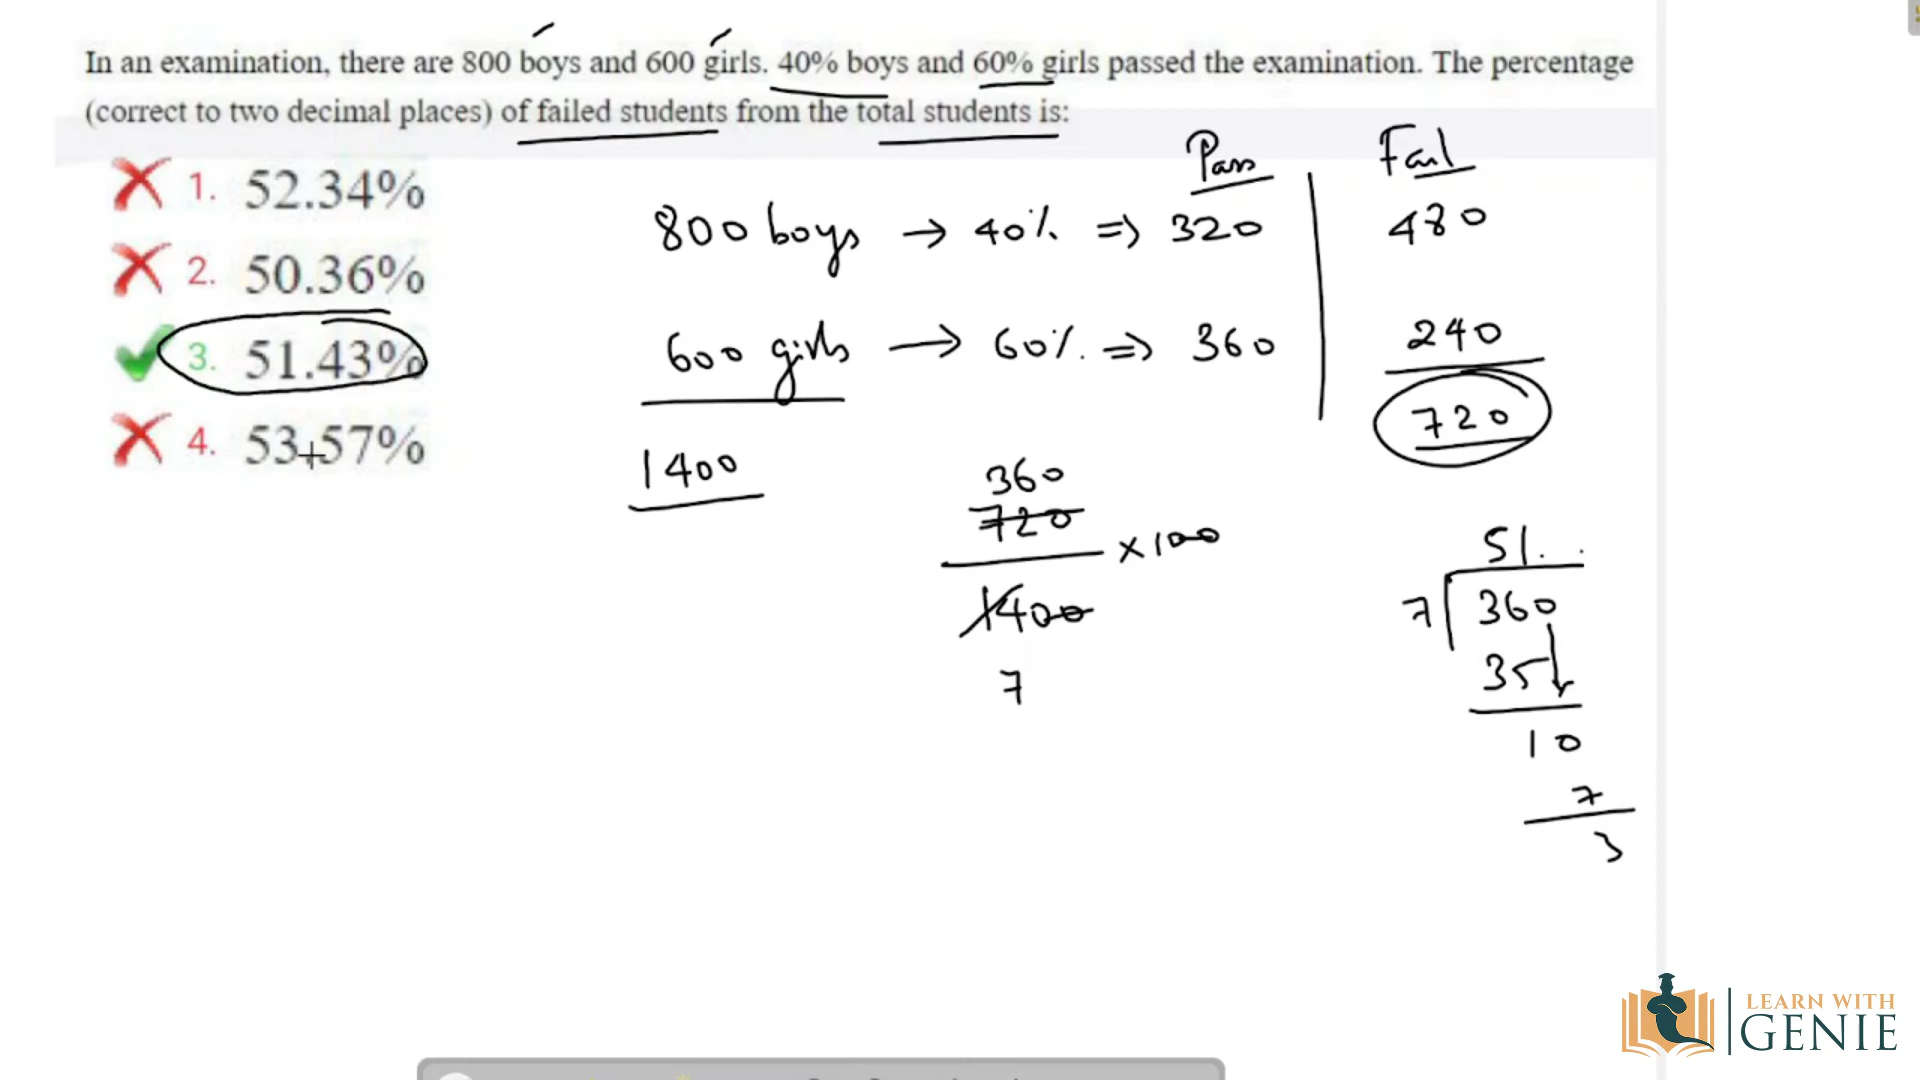 In an examination, there are 800 boys and 600 girls. 40% boys and 60% girls passed the examination. The percentage
(correct to two decimal places) of failed students from the total students is:
1. 52.34%
2. 50.36%
3. 51.43%
4. 53.57%
Pass Fail
800 boys → 40% => 320 480
600 girls → 60% => 360 240
720
1400
360
720
× 100
1400
7
51.
7 360
35
10
7
3
LEARN WITH
GENIE